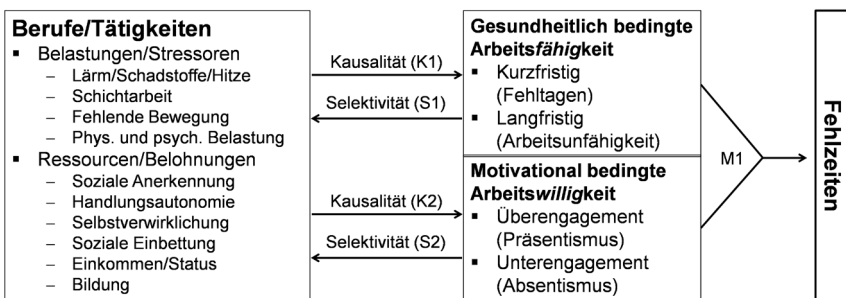 Berufe/Tätigkeiten
▪ Belastungen/Stressoren
– Lärm/Schadstoffe/Hitze
– Schichtarbeit
– Fehlende Bewegung
– Phys. und psych. Belastung
▪ Ressourcen/Belohnungen
– Soziale Anerkennung
– Handlungsautonomie
– Selbstverwirklichung
– Soziale Einbettung
– Einkommen/Status
– Bildung
Kausalität (K1)
Selektivität (S1)
Kausalität (K2)
Selektivität (S2)
Gesundheitlich bedingte
Arbeitsfähigkeit
▪ Kurzfristig
(Fehltagen)
▪ Langfristig
(Arbeitsunfähigkeit)
Motivational bedingte
Arbeitswilligkeit
▪ Überengagement
(Präsentismus)
▪ Unterengagement
(Absentismus)
M1
Fehlzeiten